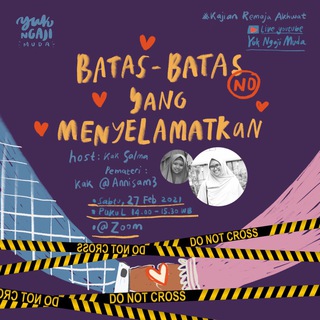 yuk
NGAJI
MUDA
@Kajian Remaja Akhwat
Live youtube
Yuk Ngaji Muda
BATAS-BATAS
NO
YANG
MENYELAMATKAN
host: Kak Salma
Pemateri:
Kak @Annisam3
Sabtu, 27 Feb 2021
PUKUL 14.00 - 15.30 WIB
@ Zoom
DO NOT CROSS
DO NOT CROSS
DO NOT CROSS
DO NOT CROSS